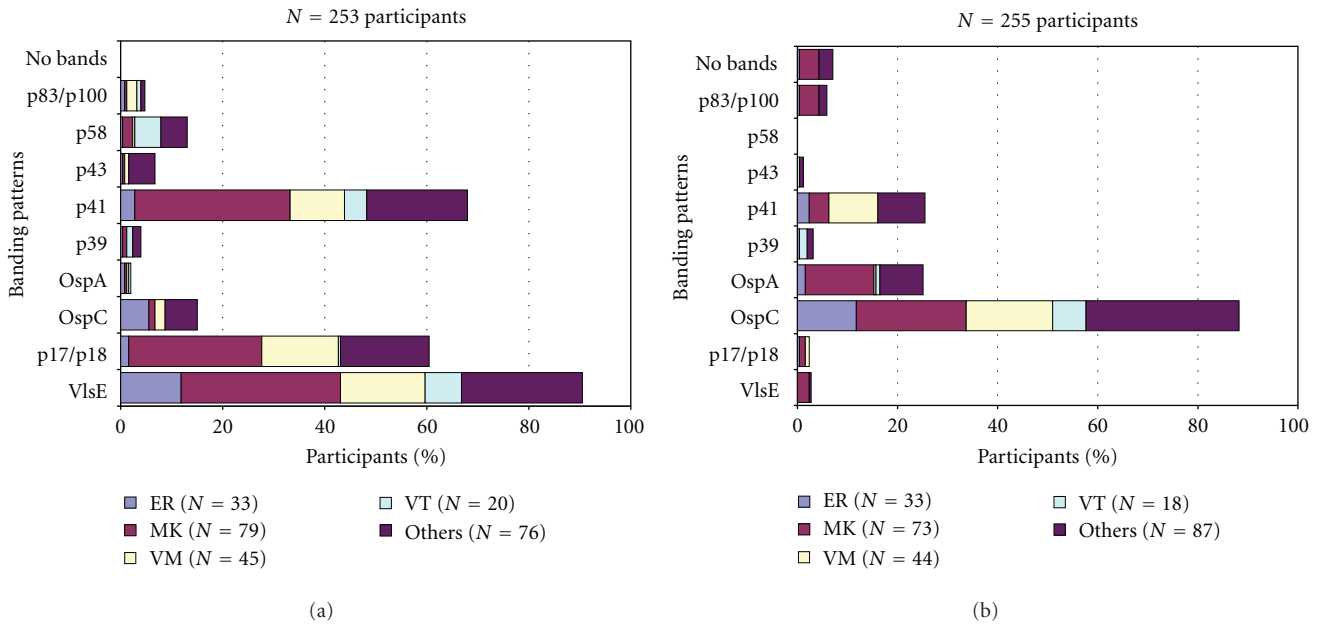 N = 253 participants
No bands
p83/p100
p58
p43
p41
p39
OspA
OspC
p17/p18
VlsE
Banding patterns
0 20 40 60 80 100
Participants (%)
ER (N = 33)
MK (N = 79)
VM (N = 45)
VT (N = 20)
Others (N = 76)
(a)
N = 255 participants
No bands
p83/p100
p58
p43
p41
p39
OspA
OspC
p17/p18
VlsE
Banding patterns
0 20 40 60 80 100
Participants (%)
ER (N = 33)
MK (N = 73)
VM (N = 44)
VT (N = 18)
Others (N = 87)
(b)